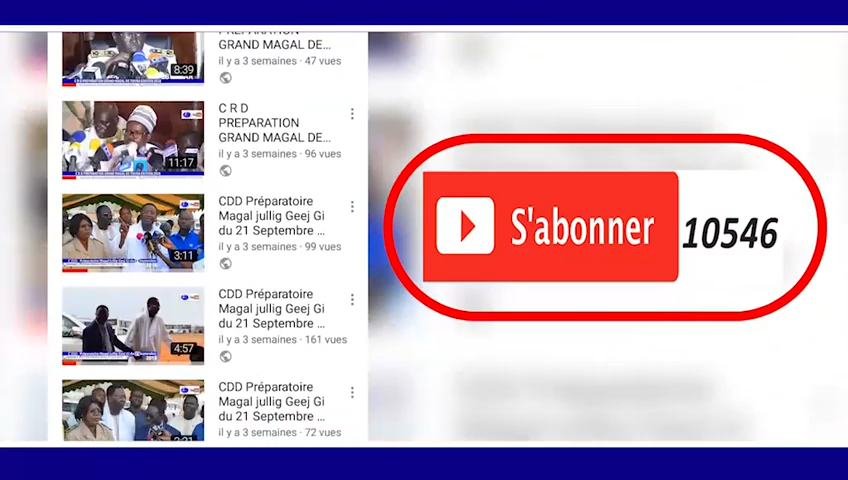 PREPARATION
GRAND MAGAL DE...
il y a 3 semaines · 47 vues
8:39
C R D
PREPARATION
GRAND MAGAL DE...
il y a 3 semaines · 96 vues
11:17
CDD Préparatoire
Magal jullig Geej Gi
du 21 Septembre ...
il y a 3 semaines · 99 vues
3:11
CDD Préparatoire
Magal jullig Geej Gi
du 21 Septembre ...
il y a 3 semaines · 161 vues
4:57
CDD Préparatoire
Magal jullig Geej Gi
du 21 Septembre ...
il y a 3 semaines · 72 vues
S'abonner
10546